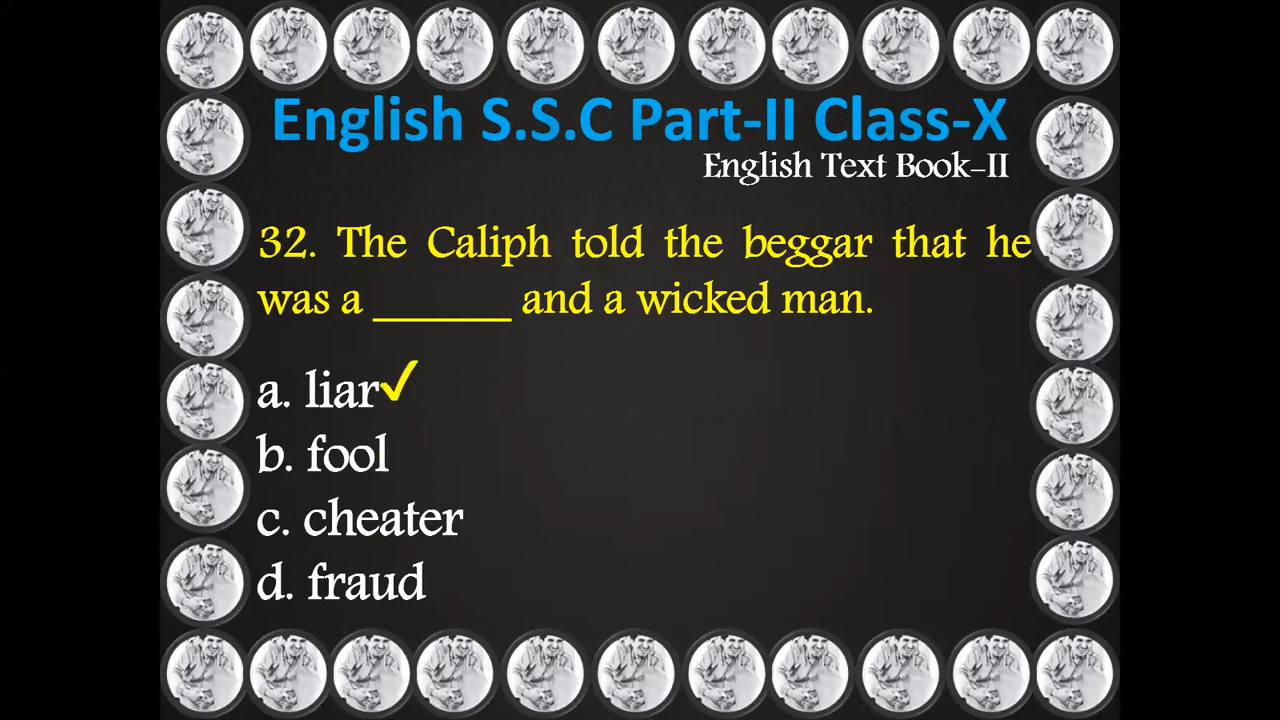 English S.S.C Part-II Class-X
English Text Book-II
32. The Caliph told the beggar that he
was a ______ and a wicked man.
a. liar✓
b. fool
c. cheater
d. fraud